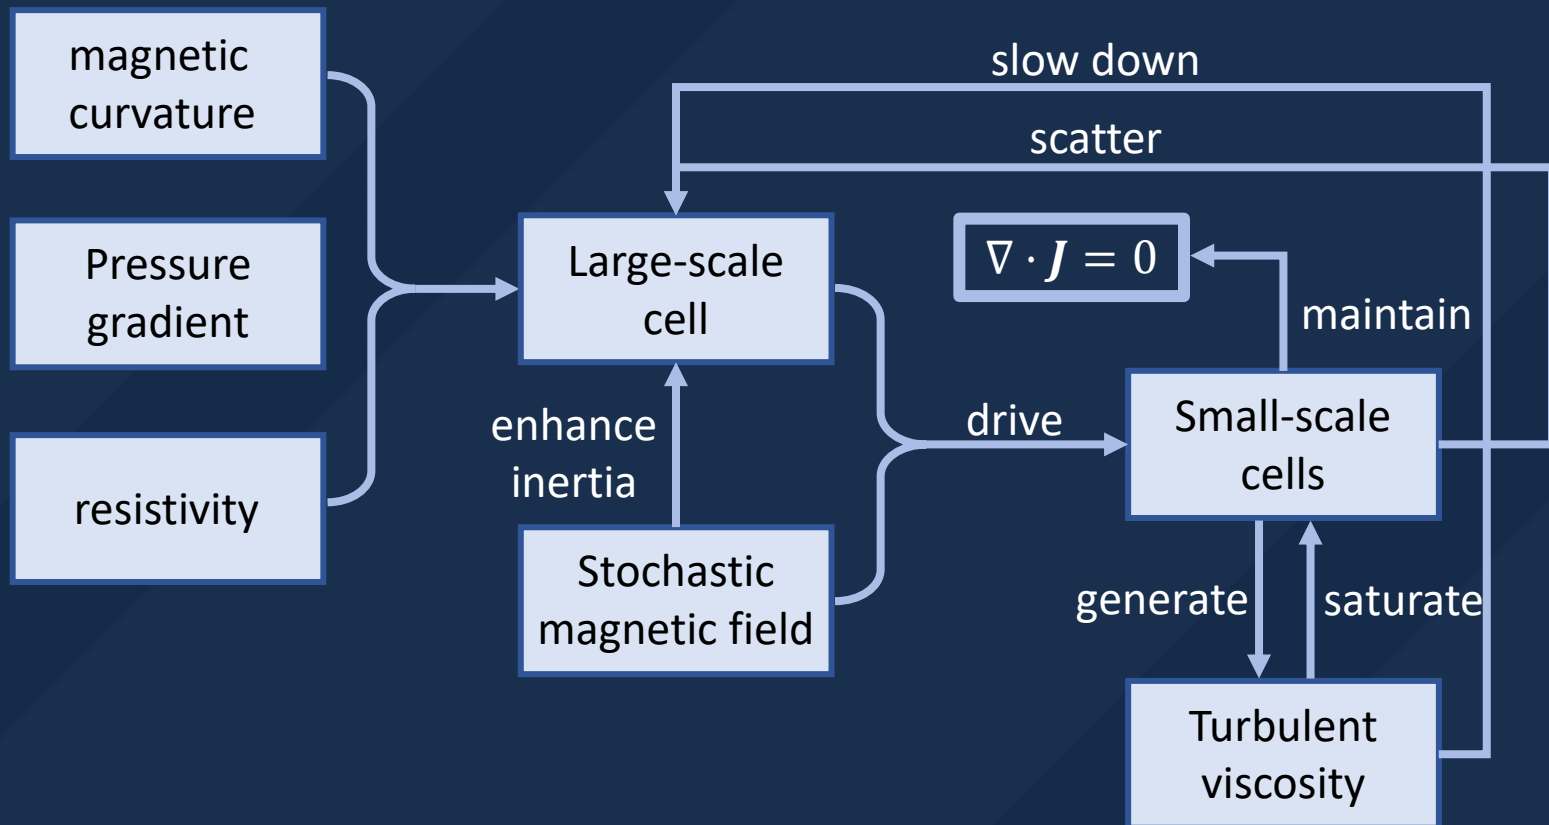 magnetic
curvature
Pressure
gradient
resistivity
slow down
scatter
Large-scale
cell
∇ · J = 0
maintain
enhance
inertia
drive
Small-scale
cells
Stochastic
magnetic field
generate
saturate
Turbulent
viscosity